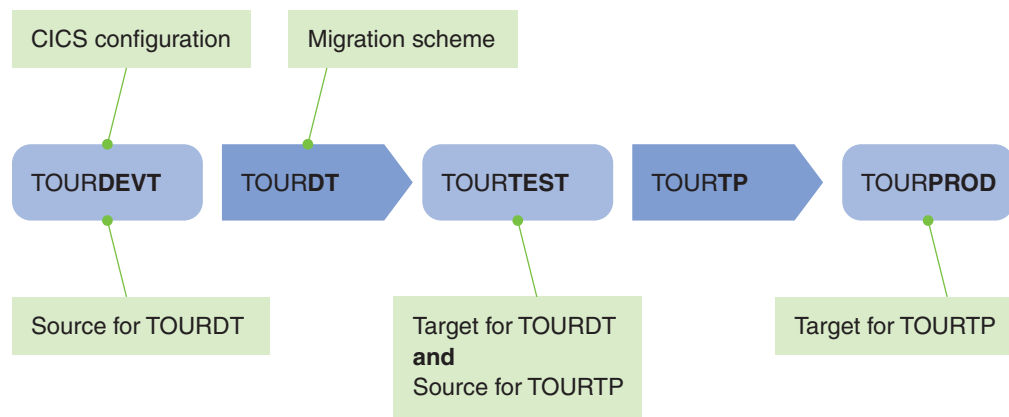 CICS configuration
Migration scheme
TOURDEVT
TOURDT
TOURTEST
TOURTP
TOURPROD
Source for TOURDT
Target for TOURDT
and
Source for TOURTP
Target for TOURTP